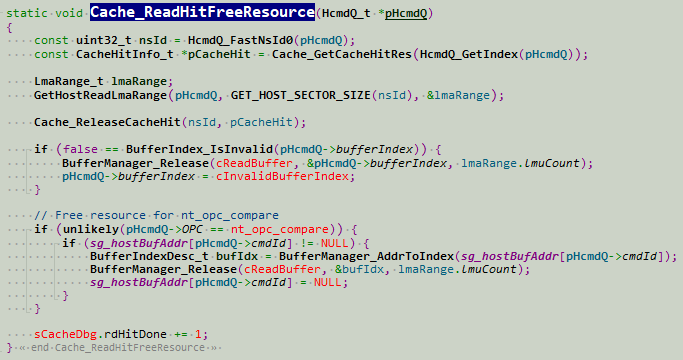 static void Cache_ReadHitFreeResource(HcmdQ_t *pHcmdQ)
{
    const uint32_t nsId = HcmdQ_FastNsId0(pHcmdQ);
    const CacheHitInfo_t *pCacheHit = Cache_GetCacheHitRes(HcmdQ_GetIndex(pHcmdQ));

    LmaRange_t lmaRange;
    GetHostReadLmaRange(pHcmdQ, GET_HOST_SECTOR_SIZE(nsId), &lmaRange);

    Cache_ReleaseCacheHit(nsId, pCacheHit);

    if (false == BufferIndex_IsInvalid(pHcmdQ->bufferIndex)) {
        BufferManager_Release(cReadBuffer, &pHcmdQ->bufferIndex, lmaRange.lmuCount);
        pHcmdQ->bufferIndex = cInvalidBufferIndex;
    }

    // Free resource for nt_opc_compare
    if (unlikely(pHcmdQ->OPC == nt_opc_compare)) {
        if (sg_hostBufAddr[pHcmdQ->cmdId] != NULL) {
            BufferIndexDesc_t bufIdx = BufferManager_AddrToIndex(sg_hostBufAddr[pHcmdQ->cmdId]);
            BufferManager_Release(cReadBuffer, &bufIdx, lmaRange.lmuCount);
            sg_hostBufAddr[pHcmdQ->cmdId] = NULL;
        }
    }

    sCacheDbg.rdHitDone += 1;
} « end Cache_ReadHitFreeResource »